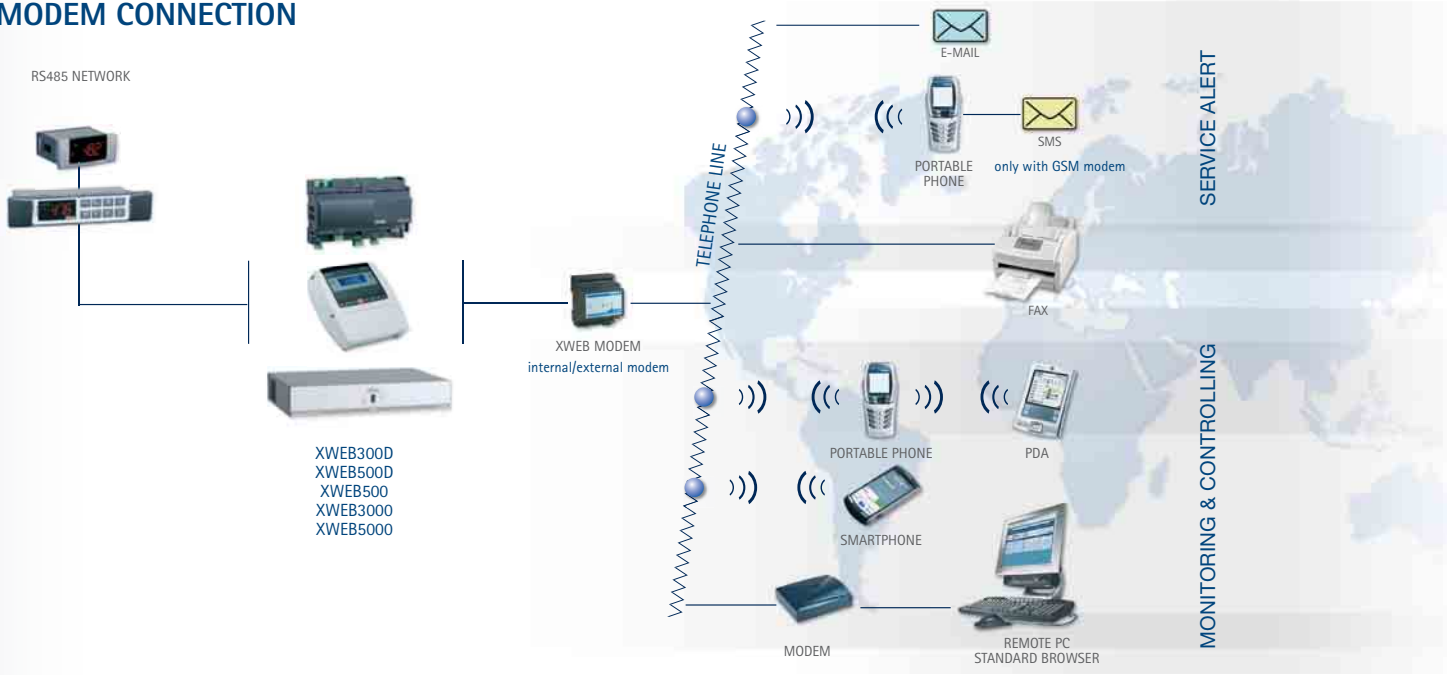 MODEM CONNECTION
RS485 NETWORK
XWEB300D
XWEB500D
XWEB500
XWEB3000
XWEB5000
XWEB MODEM
internal/external modem
TELEPHONE LINE
E-MAIL
PORTABLE
PHONE
SMS
only with GSM modem
FAX
SERVICE ALERT
PORTABLE PHONE
PDA
SMARTPHONE
MODEM
REMOTE PC
STANDARD BROWSER
MONITORING & CONTROLLING